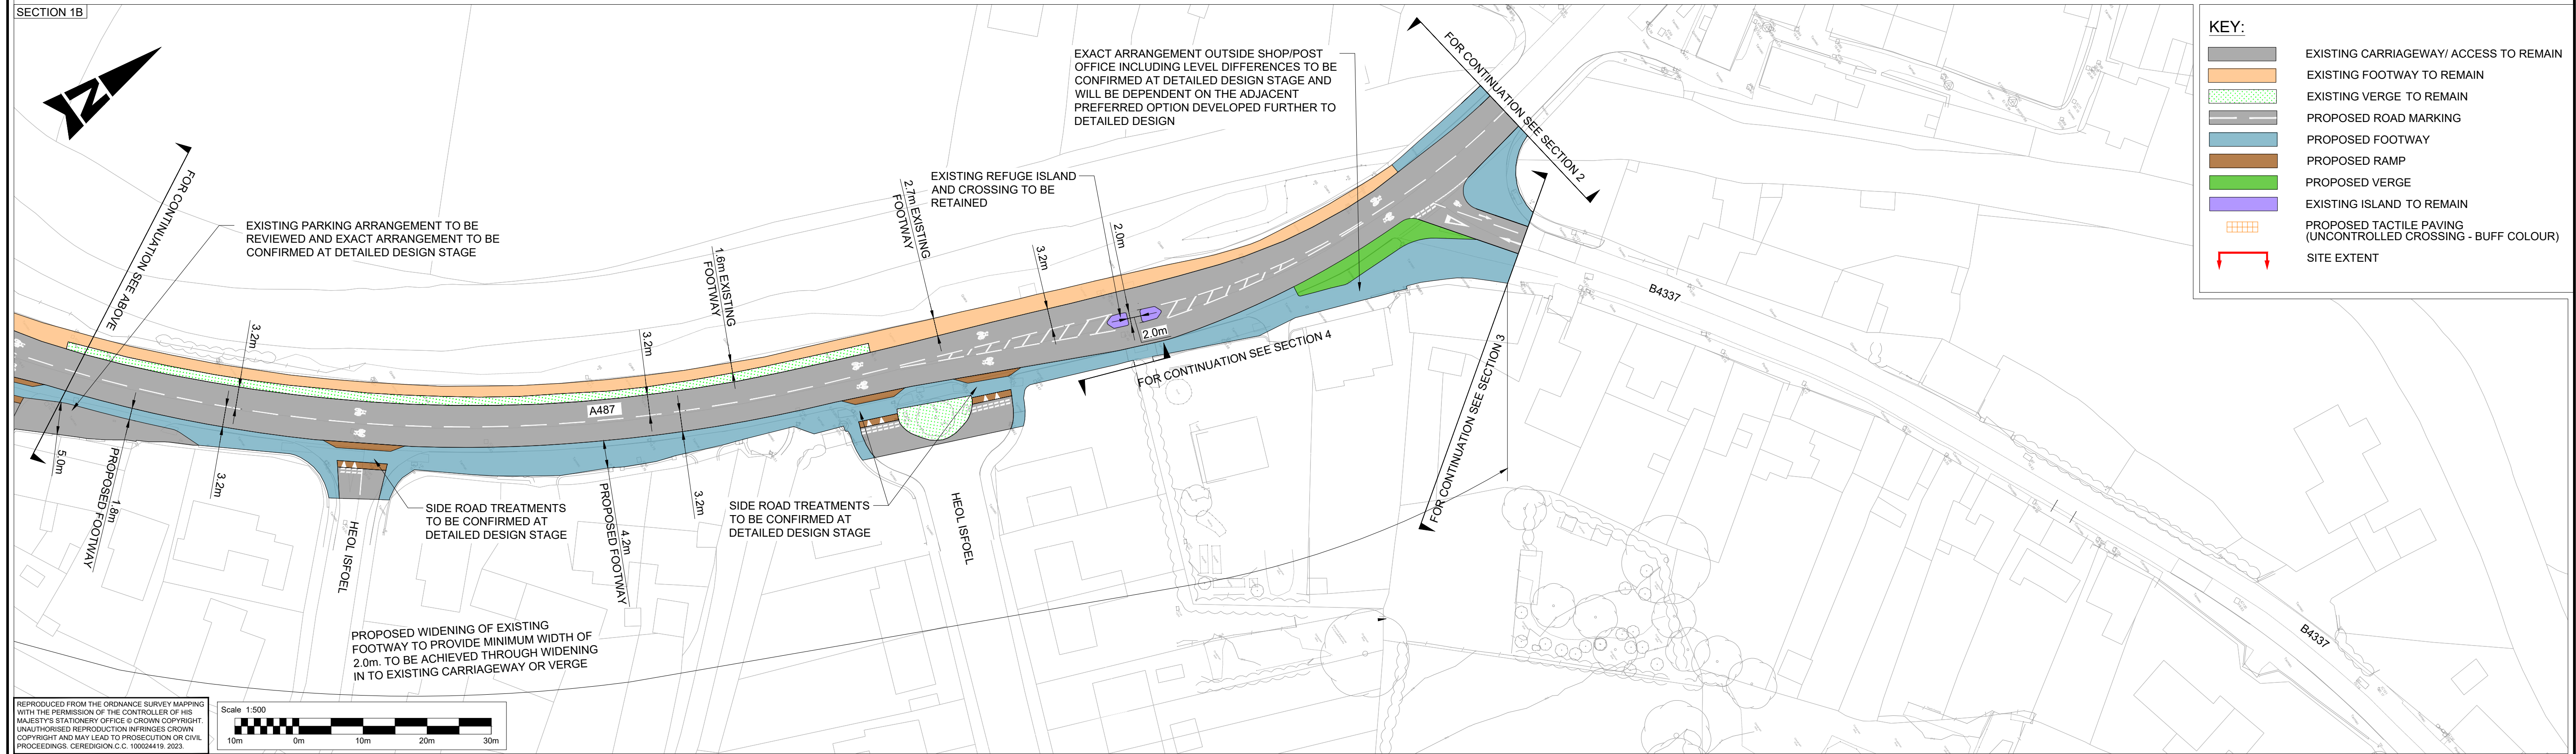 SECTION 1B
N
FOR CONTINUATION SEE ABOVE
EXISTING PARKING ARRANGEMENT TO BE
REVIEWED AND EXACT ARRANGEMENT TO BE
CONFIRMED AT DETAILED DESIGN STAGE
3.2m
5.0m
1.8m
PROPOSED FOOTWAY
3.2m
HEOL ISFOEL
SIDE ROAD TREATMENTS
TO BE CONFIRMED AT
DETAILED DESIGN STAGE
A487
3.2m
1.6m EXISTING
FOOTWAY
4.2m
PROPOSED FOOTWAY
3.2m
SIDE ROAD TREATMENTS
TO BE CONFIRMED AT
DETAILED DESIGN STAGE
HEOL ISFOEL
2.7m EXISTING
FOOTWAY
EXISTING REFUGE ISLAND
AND CROSSING TO BE
RETAINED
3.2m
2.0m
2.0m
EXACT ARRANGEMENT OUTSIDE SHOP/POST
OFFICE INCLUDING LEVEL DIFFERENCES TO BE
CONFIRMED AT DETAILED DESIGN STAGE AND
WILL BE DEPENDENT ON THE ADJACENT
PREFERRED OPTION DEVELOPED FURTHER TO
DETAILED DESIGN
FOR CONTINUATION SEE SECTION 2
FOR CONTINUATION SEE SECTION 4
FOR CONTINUATION SEE SECTION 3
B4337
B4337
PROPOSED WIDENING OF EXISTING
FOOTWAY TO PROVIDE MINIMUM WIDTH OF
2.0m. TO BE ACHIEVED THROUGH WIDENING
IN TO EXISTING CARRIAGEWAY OR VERGE
KEY:
EXISTING CARRIAGEWAY/ ACCESS TO REMAIN
EXISTING FOOTWAY TO REMAIN
EXISTING VERGE TO REMAIN
PROPOSED ROAD MARKING
PROPOSED FOOTWAY
PROPOSED RAMP
PROPOSED VERGE
EXISTING ISLAND TO REMAIN
PROPOSED TACTILE PAVING
(UNCONTROLLED CROSSING - BUFF COLOUR)
SITE EXTENT
REPRODUCED FROM THE ORDNANCE SURVEY MAPPING
WITH THE PERMISSION OF THE CONTROLLER OF HIS
MAJESTY'S STATIONERY OFFICE © CROWN COPYRIGHT.
UNAUTHORISED REPRODUCTION INFRINGES CROWN
COPYRIGHT AND MAY LEAD TO PROSECUTION OR CIVIL
PROCEEDINGS. CEREDIGION.C.C. 100024419. 2023.
Scale 1:500
10m 0m 10m 20m 30m